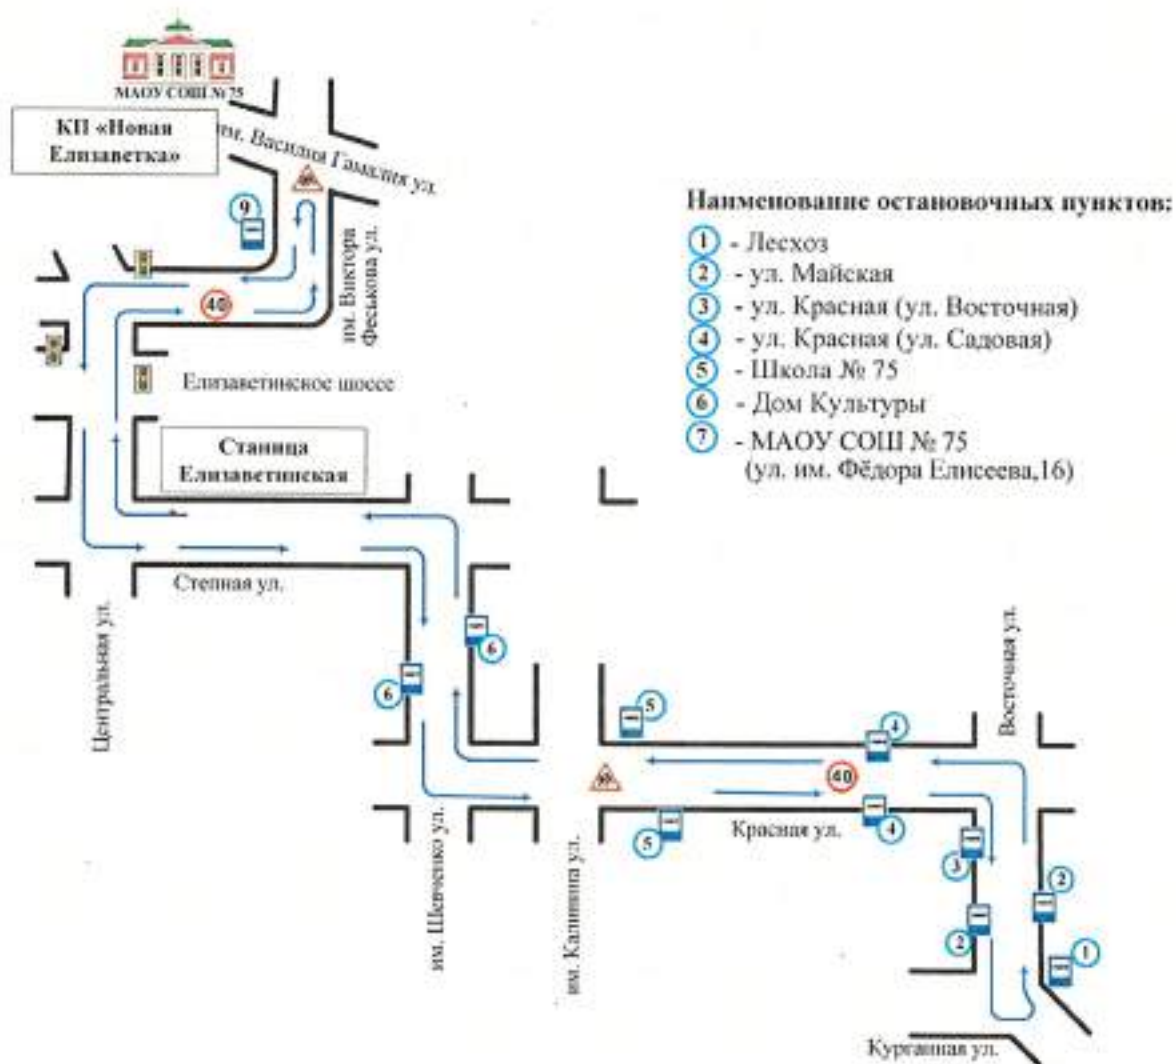 МАОУ СОШ № 75
КП «Новая
Елизаветка»
им. Василия Гамалия ул.
9
им. Виктора
Феськова ул.
40
Елизаветинское шоссе
Станица
Елизаветинская
Степная ул.
Центральная ул.
6
6
им. Шевченко ул.
им. Калинина ул.
5
5
4
4
40
Красная ул.
Восточная ул.
3
2
2
1
Курганная ул.
Наименование остановочных пунктов:
1 - Лесхоз
2 - ул. Майская
3 - ул. Красная (ул. Восточная)
4 - ул. Красная (ул. Садовая)
5 - Школа № 75
6 - Дом Культуры
7 - МАОУ СОШ № 75
(ул. им. Фёдора Елисеева,16)